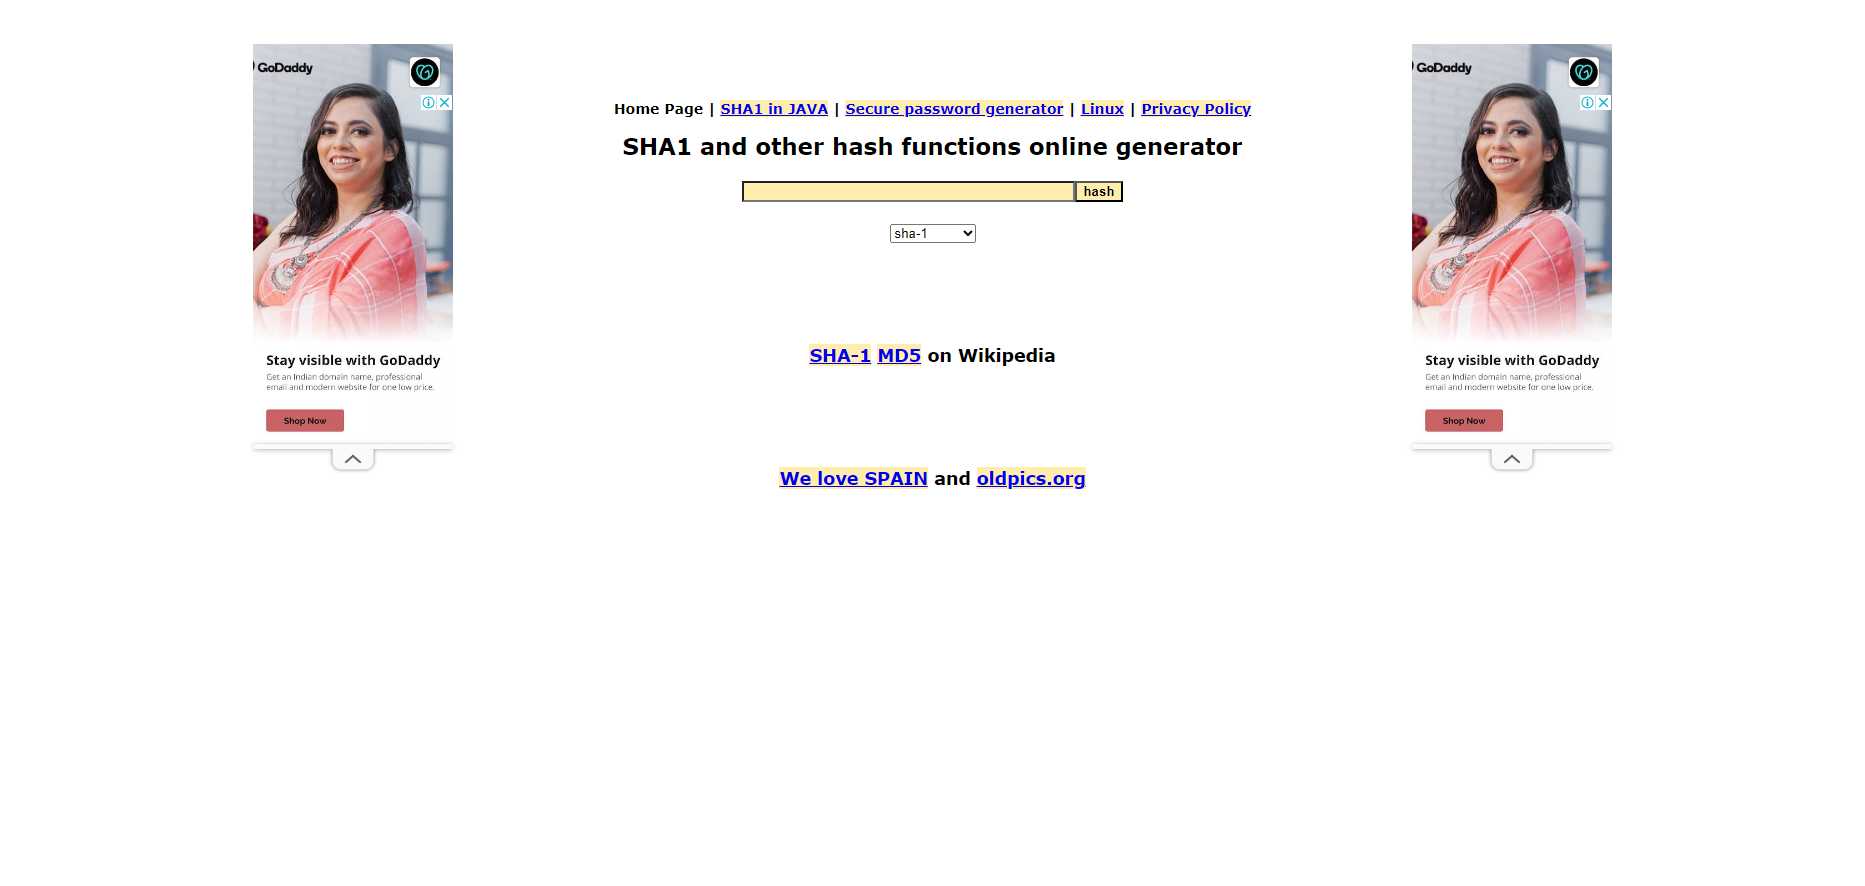 GoDaddy
Stay visible with GoDaddy
Get an Indian domain name, professional
email and modern website for one low price.
Shop Now
Home Page | SHA1 in JAVA | Secure password generator | Linux | Privacy Policy
SHA1 and other hash functions online generator
hash
sha-1
SHA-1 MD5 on Wikipedia
We love SPAIN and oldpics.org
GoDaddy
Stay visible with GoDaddy
Get an Indian domain name, professional
email and modern website for one low price.
Shop Now